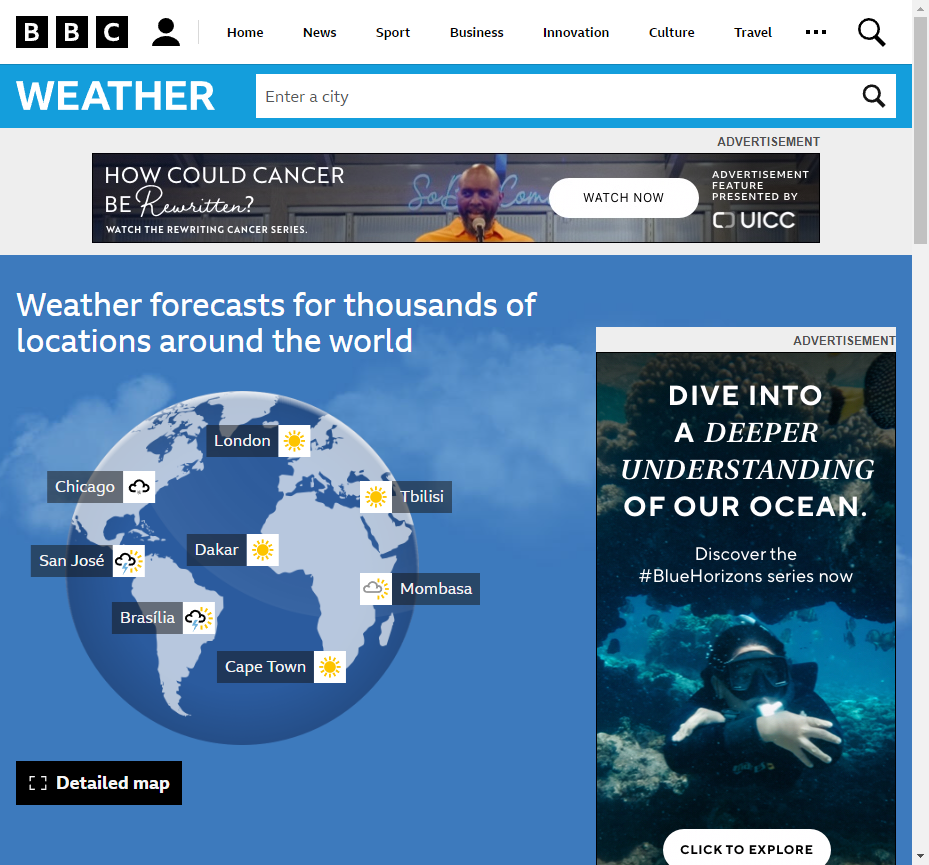 BBC
Home
News
Sport
Business
Innovation
Culture
Travel
WEATHER
Enter a city
ADVERTISEMENT
HOW COULD CANCER
BE Rewritten?
WATCH THE REWRITING CANCER SERIES.
WATCH NOW
ADVERTISEMENT
FEATURE
PRESENTED BY
UICC
Weather forecasts for thousands of
locations around the world
London
Chicago
Tbilisi
San José
Dakar
Mombasa
Brasília
Cape Town
Detailed map
ADVERTISEMENT
DIVE INTO
A DEEPER
UNDERSTANDING
OF OUR OCEAN.
Discover the
#BlueHorizons series now
CLICK TO EXPLORE